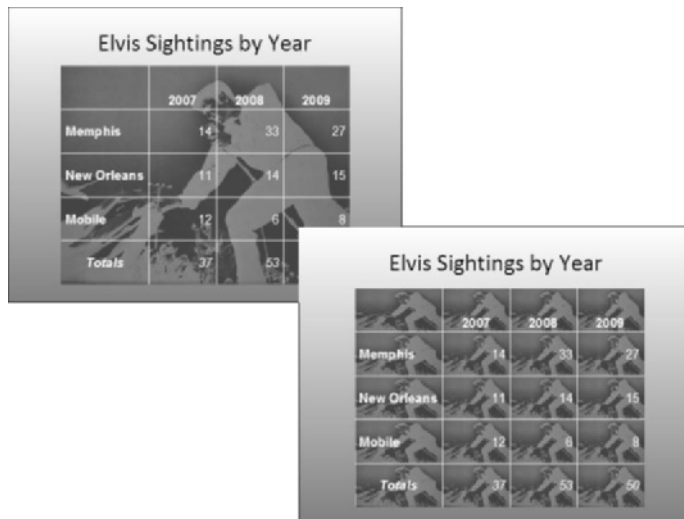 Elvis Sightings by Year
2007 2008 2009
Memphis 14 33 27
New Orleans 11 14 15
Mobile 12 6 8
Totals 37 53
Elvis Sightings by Year
2007 2008 2009
Memphis 14 33 27
New Orleans 11 14 15
Mobile 12 6 8
Totals 37 53 50